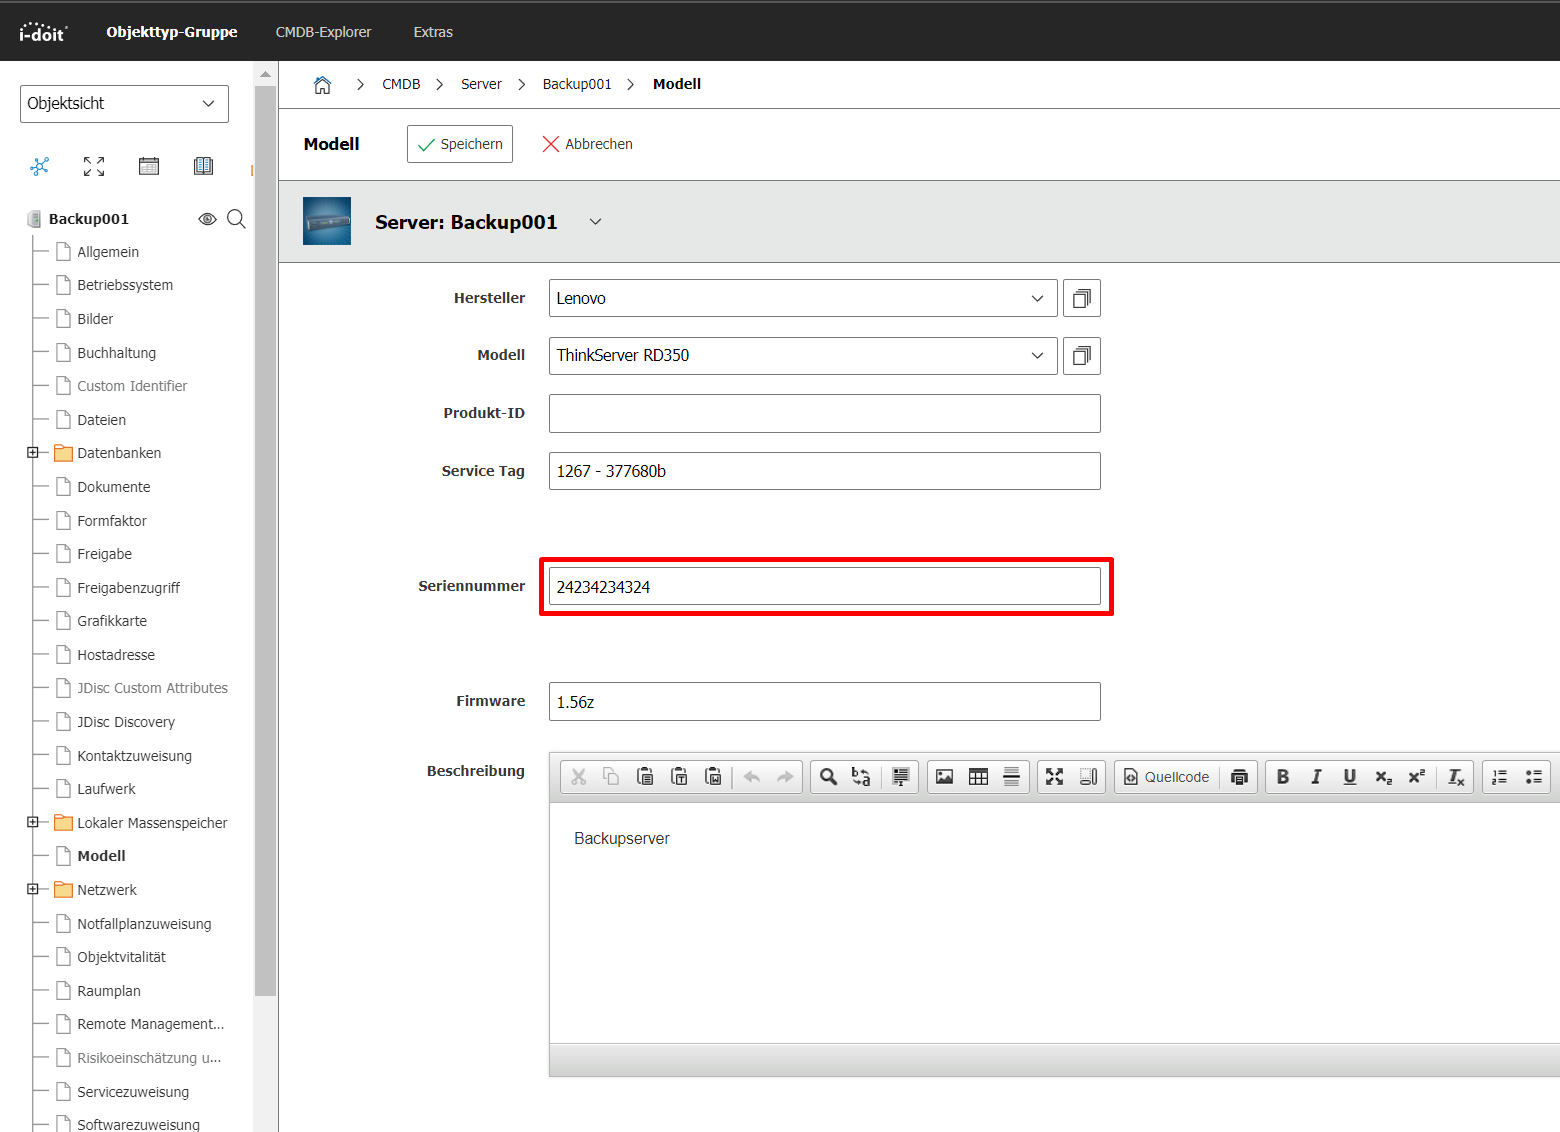 i-doit
Objekttyp-Gruppe
CMDB-Explorer
Extras
Objektsicht
CMDB
Server
Backup001
Modell
Modell
Speichern
Abbrechen
Backup001
Server: Backup001
Allgemein
Betriebssystem
Bilder
Buchhaltung
Custom Identifier
Dateien
Datenbanken
Dokumente
Formfaktor
Freigabe
Freigabenzugriff
Grafikkarte
Hostadresse
JDisc Custom Attributes
JDisc Discovery
Kontaktzuweisung
Laufwerk
Lokaler Massenspeicher
Modell
Netzwerk
Notfallplanzuweisung
Objektvitalität
Raumplan
Remote Management...
Risikoeinschätzung u...
Servicezuweisung
Softwarezuweisung
Hersteller
Lenovo
Modell
ThinkServer RD350
Produkt-ID
Service Tag
1267 - 377680b
Seriennummer
24234234324
Firmware
1.56z
Beschreibung
Quellcode
Backupserver